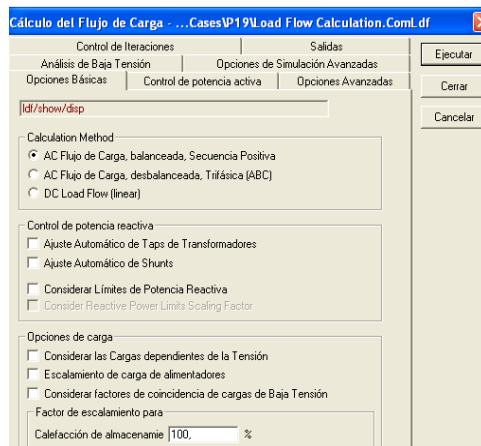 Cálculo del Flujo de Carga - ...Cases\P19\Load Flow Calculation.ComLdf
Control de Iteraciones Salidas
Análisis de Baja Tensión Opciones de Simulación Avanzadas
Opciones Básicas Control de potencia activa Opciones Avanzadas
Ejecutar
Cerrar
Cancelar
ldf/show/disp
Calculation Method
AC Flujo de Carga, balanceada, Secuencia Positiva
AC Flujo de Carga, desbalanceada, Trifásica (ABC)
DC Load Flow (linear)
Control de potencia reactiva
Ajuste Automático de Taps de Transformadores
Ajuste Automático de Shunts
Considerar Límites de Potencia Reactiva
Consider Reactive Power Limits Scaling Factor
Opciones de carga
Considerar las Cargas dependientes de la Tensión
Escalamiento de carga de alimentadores
Considerar factores de coincidencia de cargas de Baja Tensión
Factor de escalamiento para
Calefacción de almacenamie 100, %